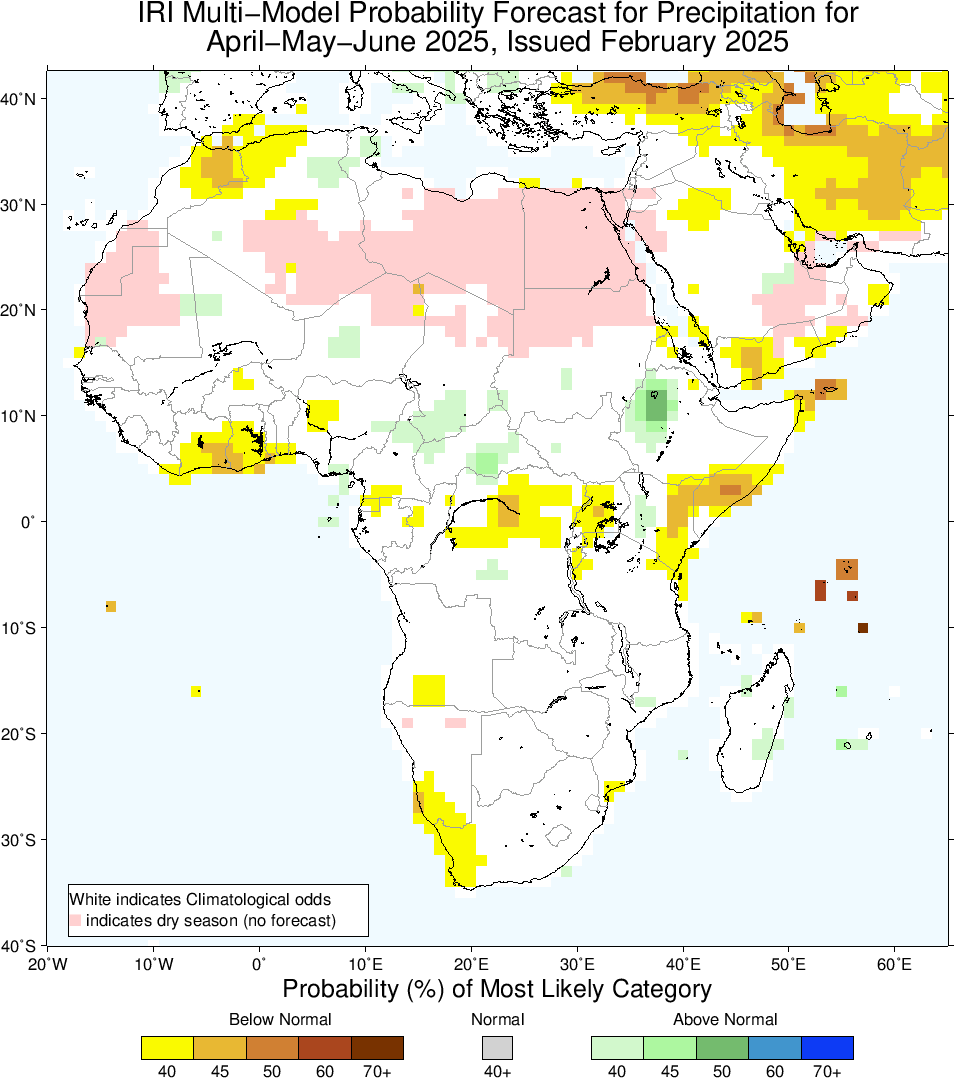 IRI Multi−Model Probability Forecast for Precipitation for
April−May−June 2025, Issued February 2025
40°N
30°N
20°N
10°N
0°
10°S
20°S
30°S
40°S
White indicates Climatological odds
indicates dry season (no forecast)
20°W 10°W 0° 10°E 20°E 30°E 40°E 50°E 60°E
Probability (%) of Most Likely Category
Below Normal Normal Above Normal
40 45 50 60 70+ 40+ 40 45 50 60 70+